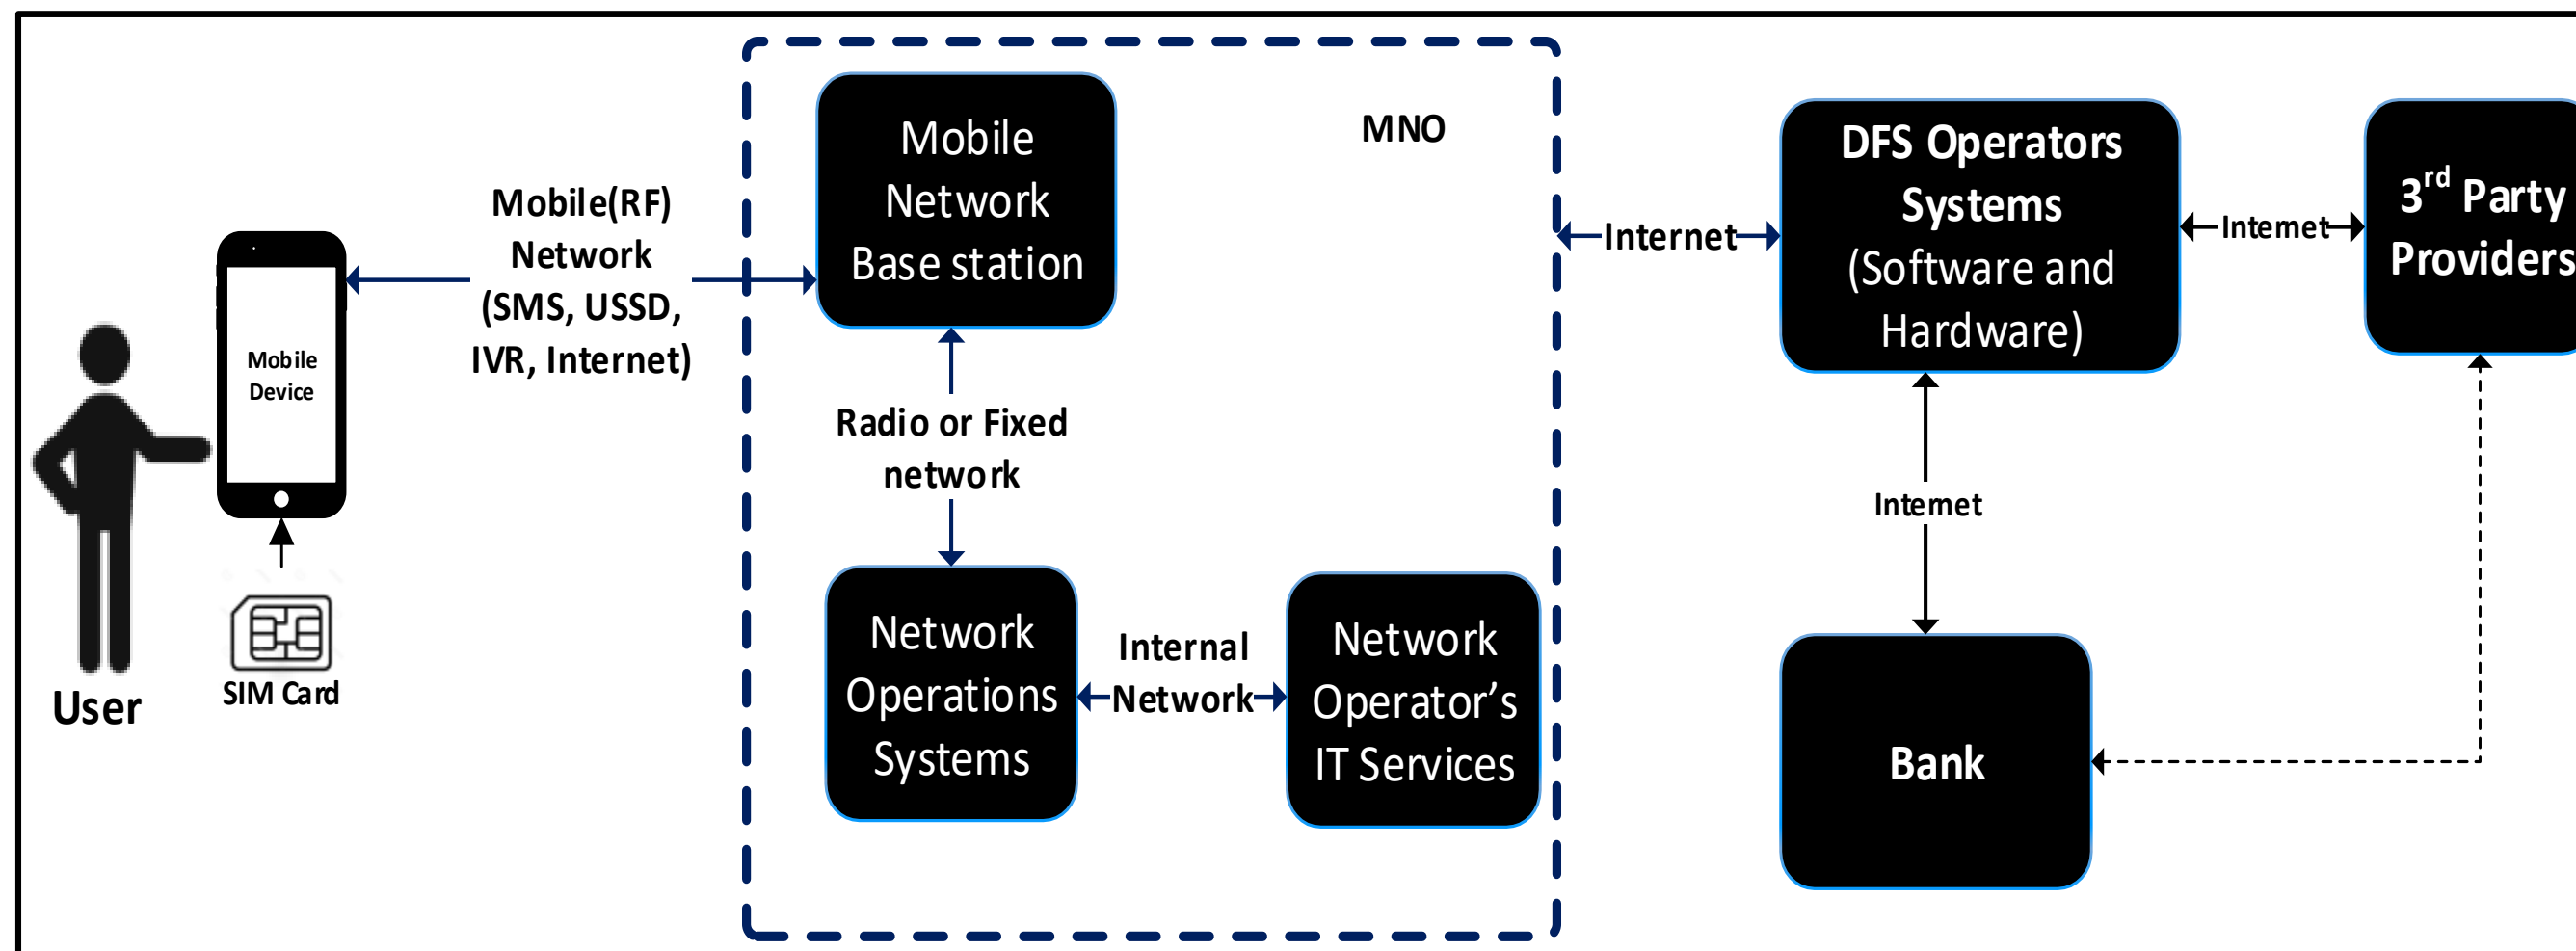 User
Mobile
Device
SIM Card
Mobile(RF)
Network
(SMS, USSD,
IVR, Internet)
MNO
Mobile
Network
Base station
Radio or Fixed
network
Network
Operations
Systems
Internal
Network
Network
Operator’s
IT Services
Internet
DFS Operators
Systems
(Software and
Hardware)
Internet
3rd Party
Providers
Internet
Bank